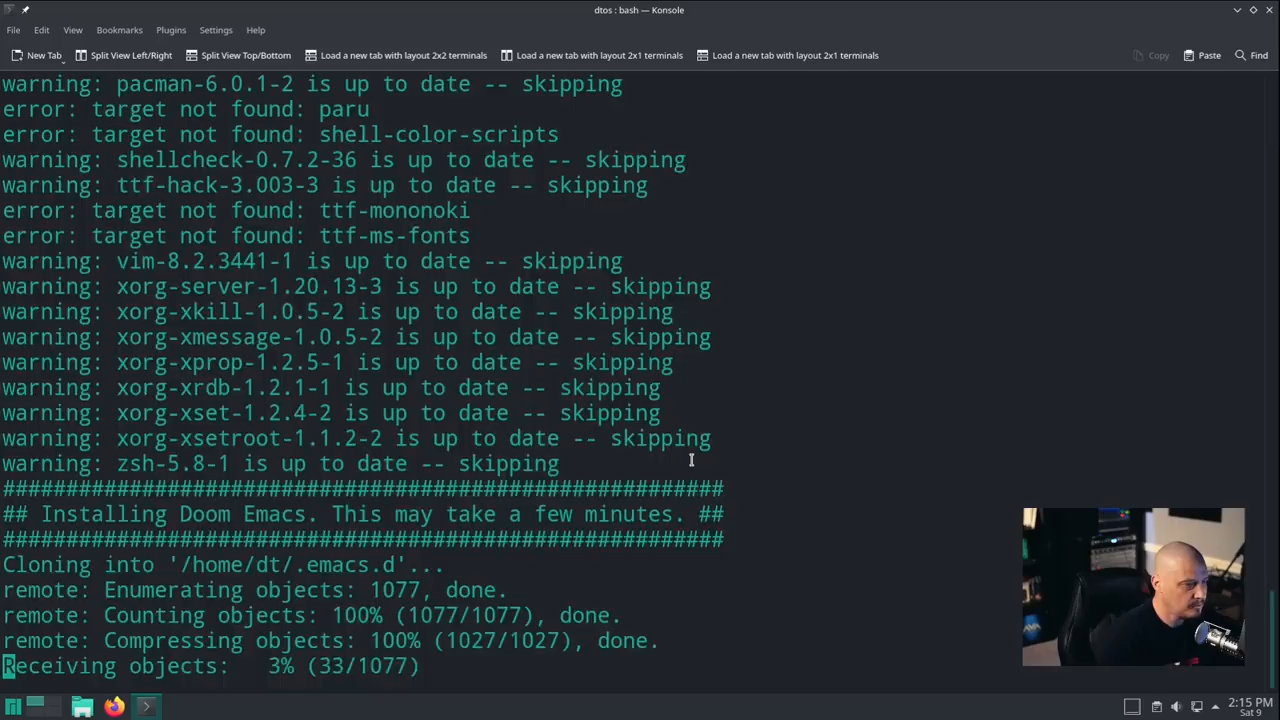 dtos : bash — Konsole
File Edit View Bookmarks Plugins Settings Help
New Tab Split View Left/Right Split View Top/Bottom Load a new tab with layout 2x2 terminals Load a new tab with layout 2x1 terminals Load a new tab with layout 2x1 terminals Copy Paste Find
warning: pacman-6.0.1-2 is up to date -- skipping
error: target not found: paru
error: target not found: shell-color-scripts
warning: shellcheck-0.7.2-36 is up to date -- skipping
warning: ttf-hack-3.003-3 is up to date -- skipping
error: target not found: ttf-mononoki
error: target not found: ttf-ms-fonts
warning: vim-8.2.3441-1 is up to date -- skipping
warning: xorg-server-1.20.13-3 is up to date -- skipping
warning: xorg-xkill-1.0.5-2 is up to date -- skipping
warning: xorg-xmessage-1.0.5-2 is up to date -- skipping
warning: xorg-xprop-1.2.5-1 is up to date -- skipping
warning: xorg-xrdb-1.2.1-1 is up to date -- skipping
warning: xorg-xset-1.2.4-2 is up to date -- skipping
warning: xorg-xsetroot-1.1.2-2 is up to date -- skipping
warning: zsh-5.8-1 is up to date -- skipping
#########################################################
## Installing Doom Emacs. This may take a few minutes. ##
#########################################################
Cloning into '/home/dt/.emacs.d'...
remote: Enumerating objects: 1077, done.
remote: Counting objects: 100% (1077/1077), done.
remote: Compressing objects: 100% (1027/1027), done.
Receiving objects:   3% (33/1077)
2:15 PM
Sat 9